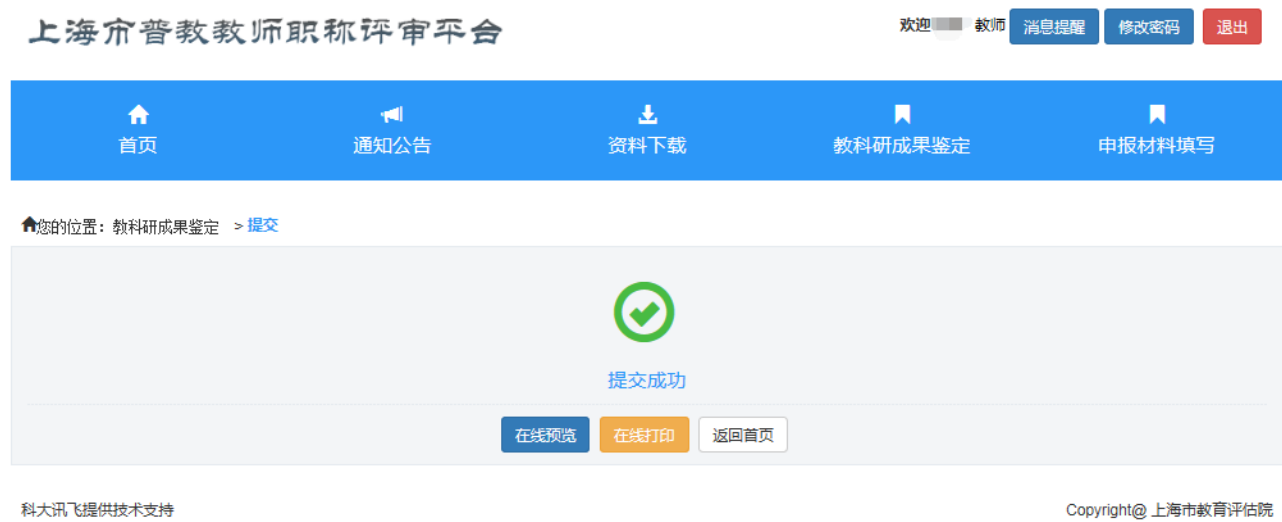 上海市普教教师职称评审平台
欢迎 教师 消息提醒 修改密码 退出
首页 通知公告 资料下载 教科研成果鉴定 申报材料填写
您的位置：教科研成果鉴定 > 提交
提交成功
在线预览 在线打印 返回首页
科大讯飞提供技术支持 Copyright@ 上海市教育评估院